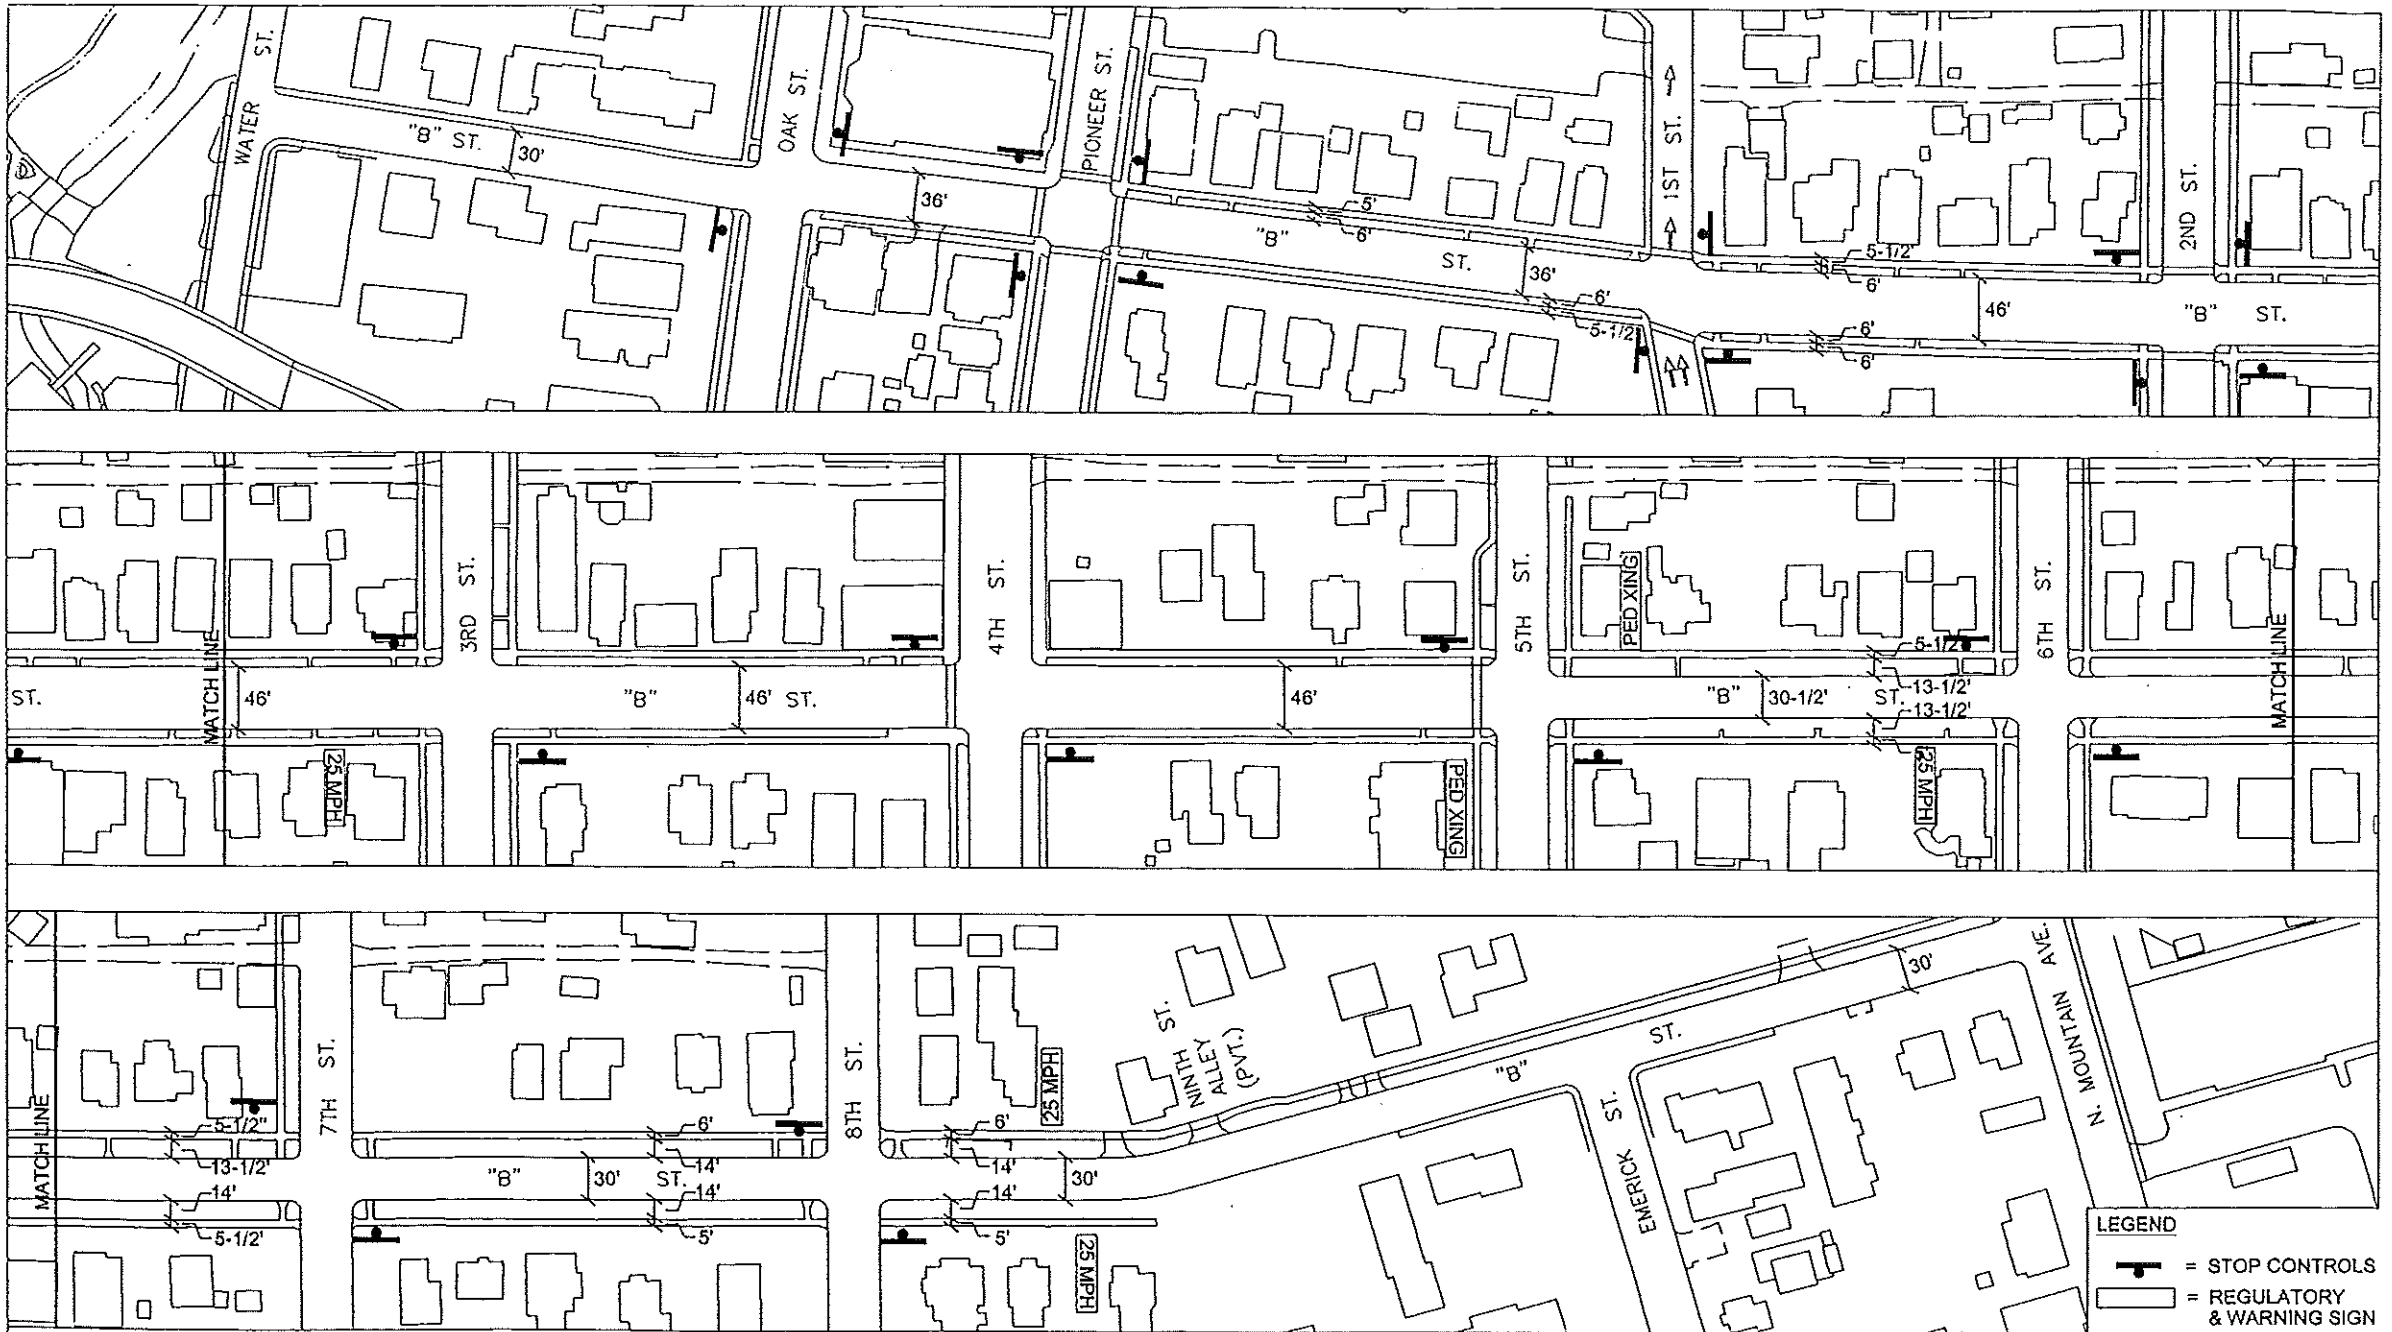 WATER ST.
"B" ST.
30'
OAK ST.
36'
PIONEER ST.
5'
6'
"B" ST.
36'
6'
5-1/2'
1ST ST.
5-1/2'
6'
46'
6'
6'
2ND ST.
"B" ST.
ST.
MATCH LINE
46'
25 MPH
3RD ST.
"B" 46' ST.
4TH ST.
46'
PED XING
5TH ST.
PED XING
"B" 30-1/2' ST.
5-1/2'
13-1/2'
13-1/2'
25 MPH
6TH ST.
MATCH LINE
MATCH LINE
5-1/2"
13-1/2'
14'
5-1/2'
7TH ST.
"B" 30' ST.
6'
14'
14'
5'
8TH ST.
6'
14'
14'
5'
30'
25 MPH
25 MPH
NINTH ST.
ALLEY
(PVT.)
"B" ST.
30'
EMERICK ST.
N. MOUNTAIN AVE.
LEGEND
= STOP CONTROLS
= REGULATORY
& WARNING SIGN